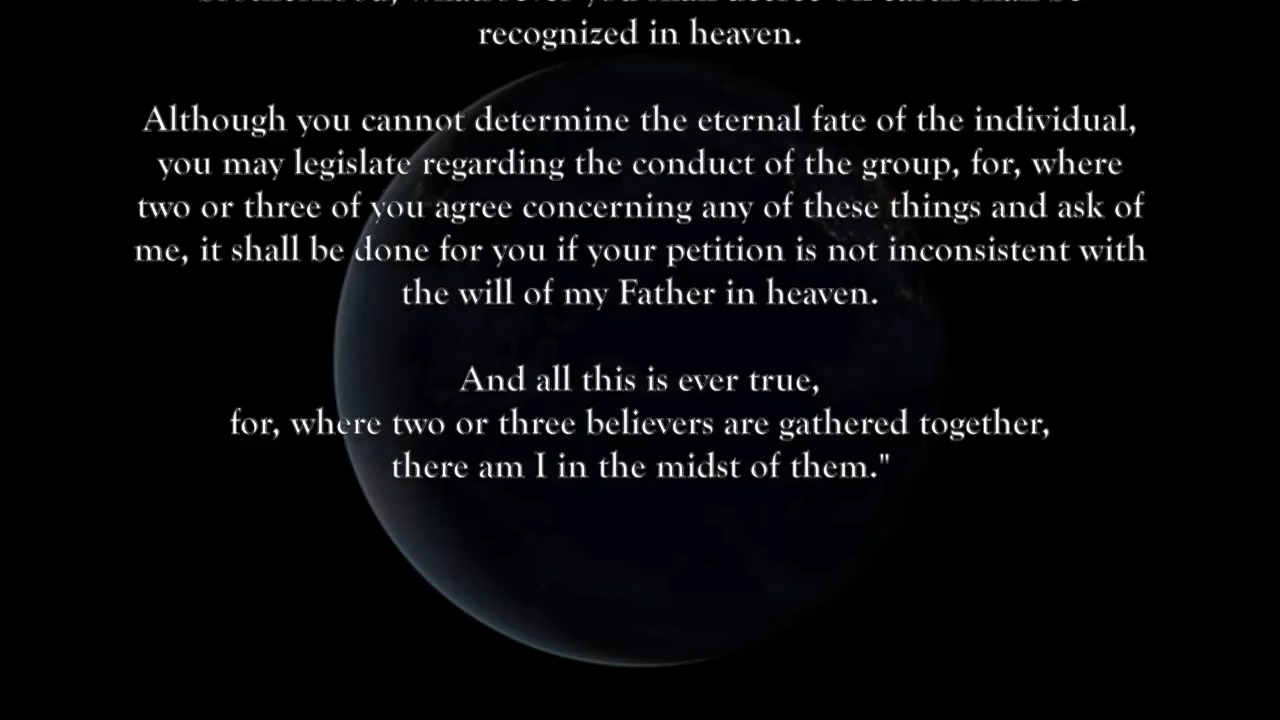 recognized in heaven.
Although you cannot determine the eternal fate of the individual,
you may legislate regarding the conduct of the group, for, where
two or three of you agree concerning any of these things and ask of
me, it shall be done for you if your petition is not inconsistent with
the will of my Father in heaven.
And all this is ever true,
for, where two or three believers are gathered together,
there am I in the midst of them."